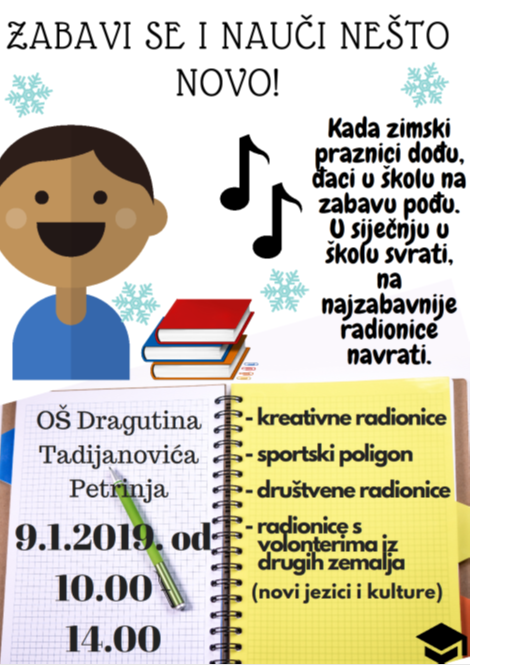 ZABAVI SE I NAUČI NEŠTO
NOVO!
Kada zimski
praznici dođu,
đaci u školu na
zabavu pođu.
U siječnju u
školu svrati,
na
najzabavnije
radionice
navrati.
OŠ Dragutina
Tadijanovića
Petrinja
9.1.2019. od
10.00 -
14.00
- kreativne radionice
- sportski poligon
- društvene radionice
- radionice s
volonterima iz
drugih zemalja
(novi jezici i kulture)